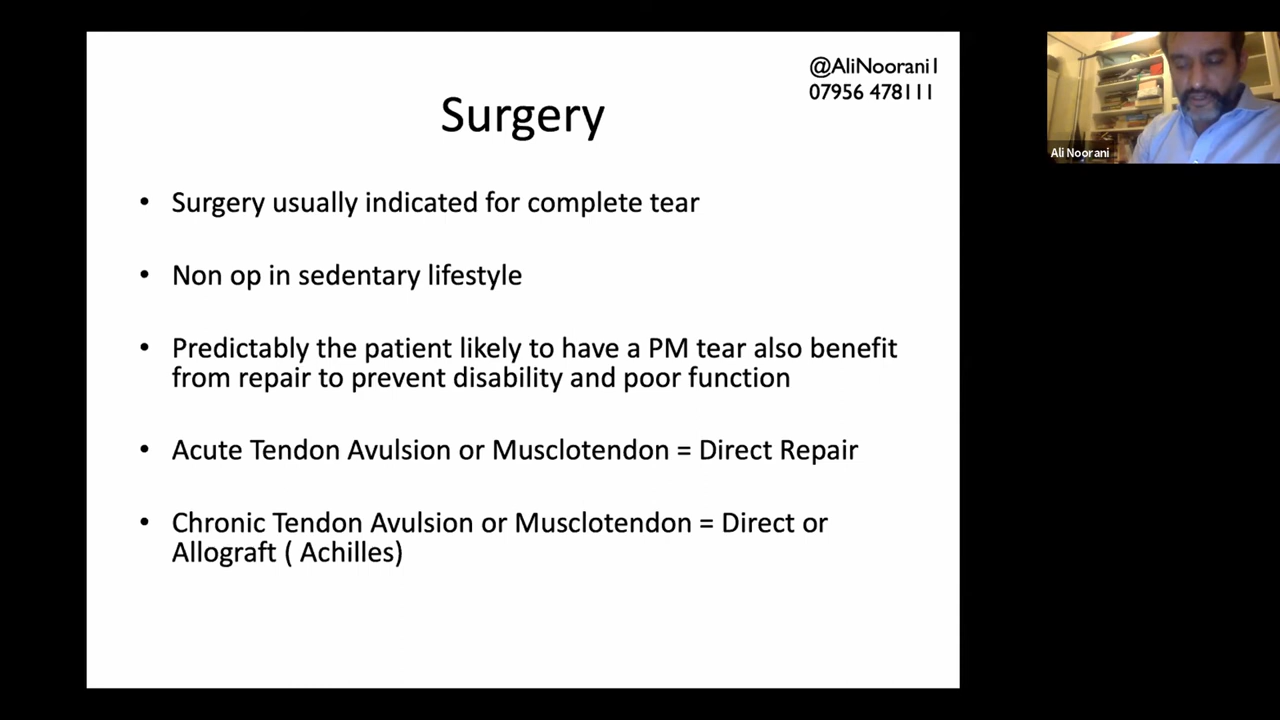 @AliNoorani1
07956 478111
Surgery
• Surgery usually indicated for complete tear
• Non op in sedentary lifestyle
• Predictably the patient likely to have a PM tear also benefit
from repair to prevent disability and poor function
• Acute Tendon Avulsion or Musclotendon = Direct Repair
• Chronic Tendon Avulsion or Musclotendon = Direct or
Allograft ( Achilles)
Ali Noorani